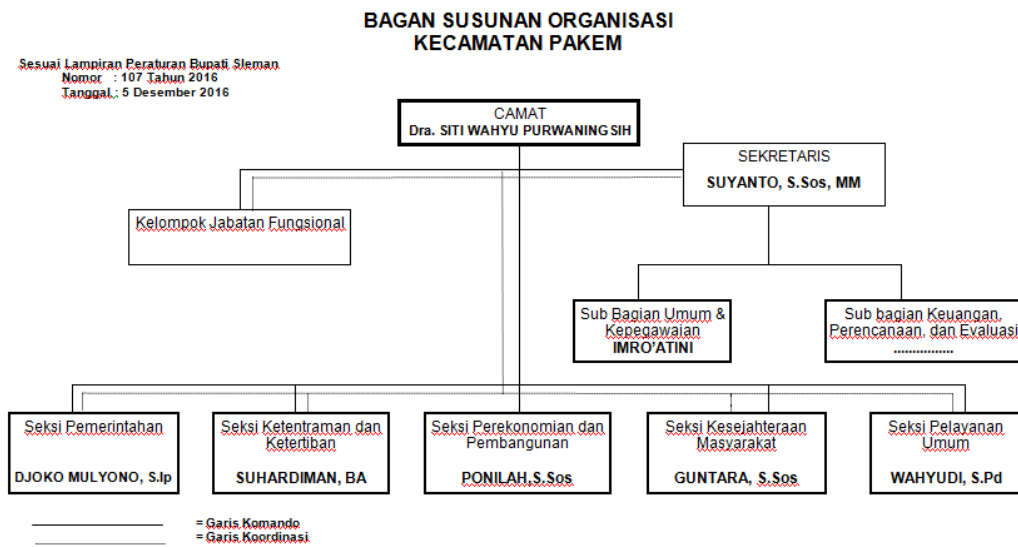 BAGAN SUSUNAN ORGANISASI
KECAMATAN PAKEM
Sesuai Lampiran Peraturan Bupati Sleman
Nomor : 107 Tahun 2016
Tanggal : 5 Desember 2016
CAMAT
Dra. SITI WAHYU PURWANINGSIH
SEKRETARIS
SUYANTO, S.Sos, MM
Kelompok Jabatan Fungsional
Sub Bagian Umum &
Kepegawaian
IMRO'ATINI
Sub bagian Keuangan,
Perencanaan, dan Evaluasi
................
Seksi Pemerintahan
DJOKO MULYONO, S.Ip
Seksi Ketentraman dan
Ketertiban
SUHARDIMAN, BA
Seksi Perekonomian dan
Pembangunan
PONILAH,S.Sos
Seksi Kesejahteraan
Masyarakat
GUNTARA, S.Sos
Seksi Pelayanan
Umum
WAHYUDI, S.Pd
= Garis Komando
= Garis Koordinasi